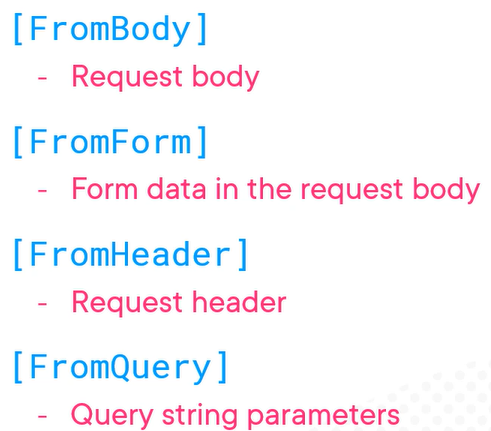 [FromBody]
- Request body
[FromForm]
- Form data in the request body
[FromHeader]
- Request header
[FromQuery]
- Query string parameters